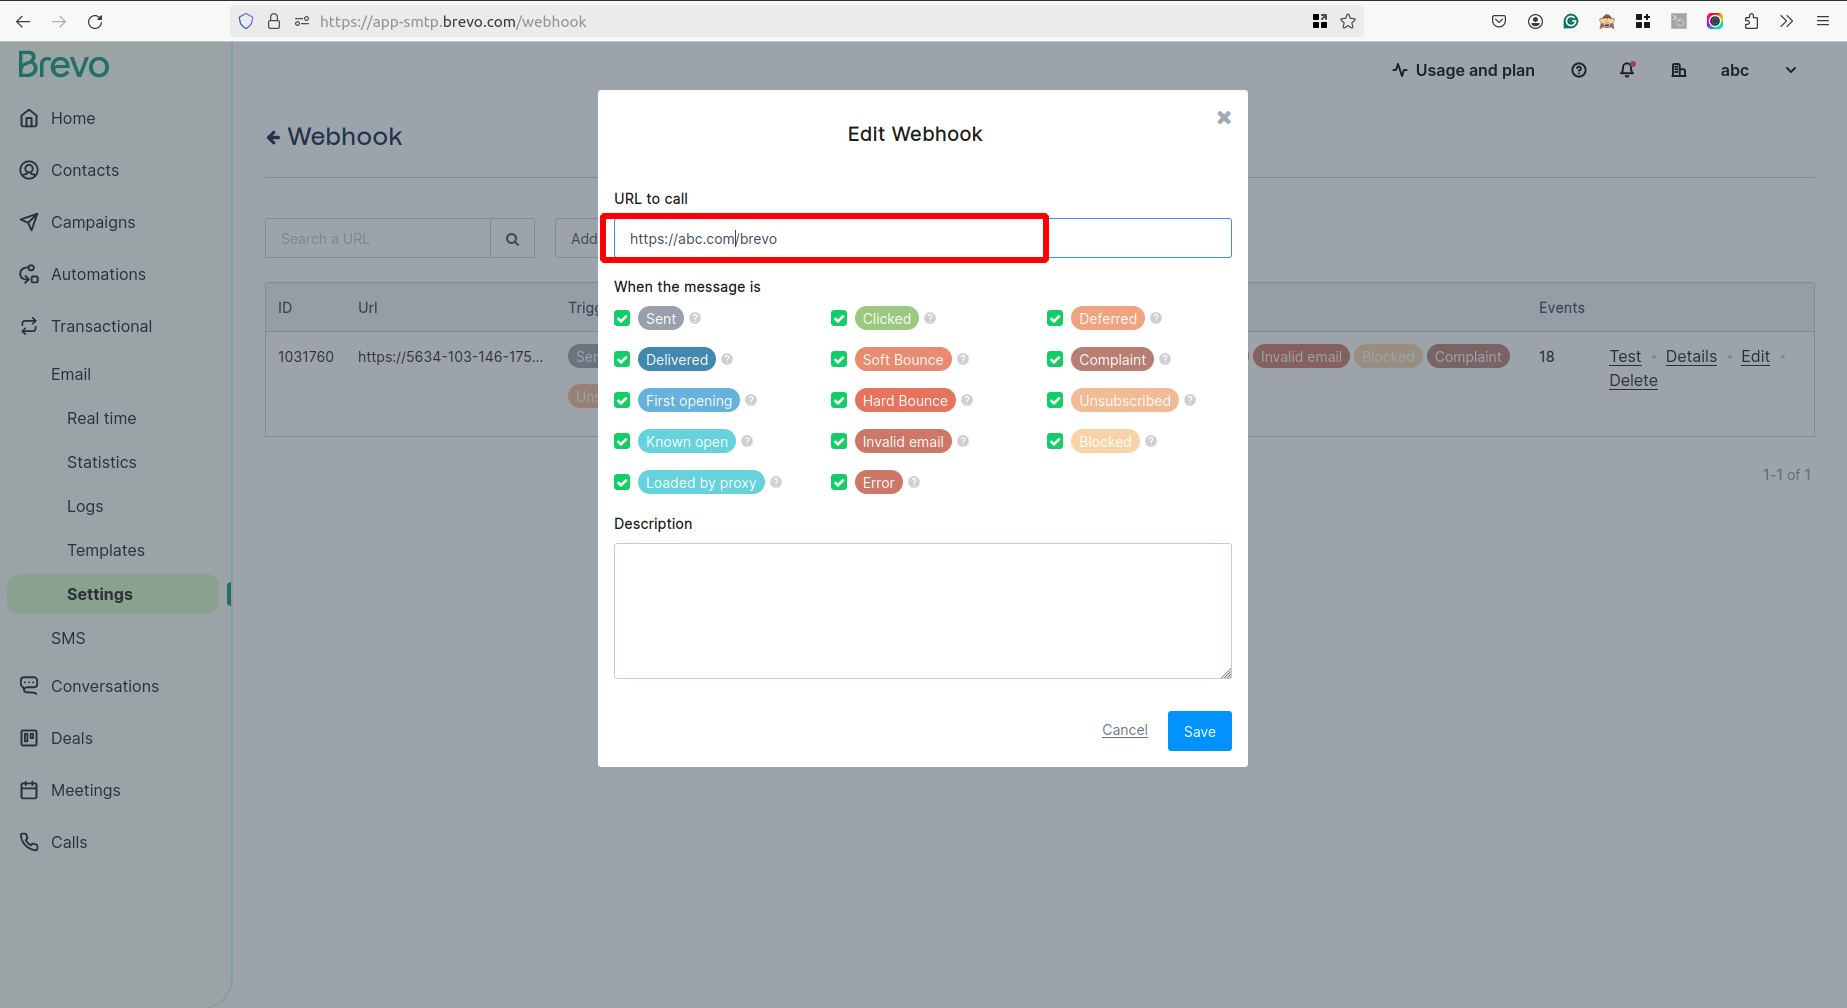 https://app-smtp.brevo.com/webhook
Brevo
Usage and plan
abc
Home
Contacts
Campaigns
Automations
Transactional
Email
Real time
Statistics
Logs
Templates
Settings
SMS
Conversations
Deals
Meetings
Calls
Webhook
Search a URL
Add
ID Url Trigg Events
1031760 https://5634-103-146-175... Ser Invalid email Blocked Complaint 18 Test Details Edit
Uns Delete
1-1 of 1
Edit Webhook
URL to call
https://abc.com/brevo
When the message is
Sent Clicked Deferred
Delivered Soft Bounce Complaint
First opening Hard Bounce Unsubscribed
Known open Invalid email Blocked
Loaded by proxy Error
Description
Cancel Save